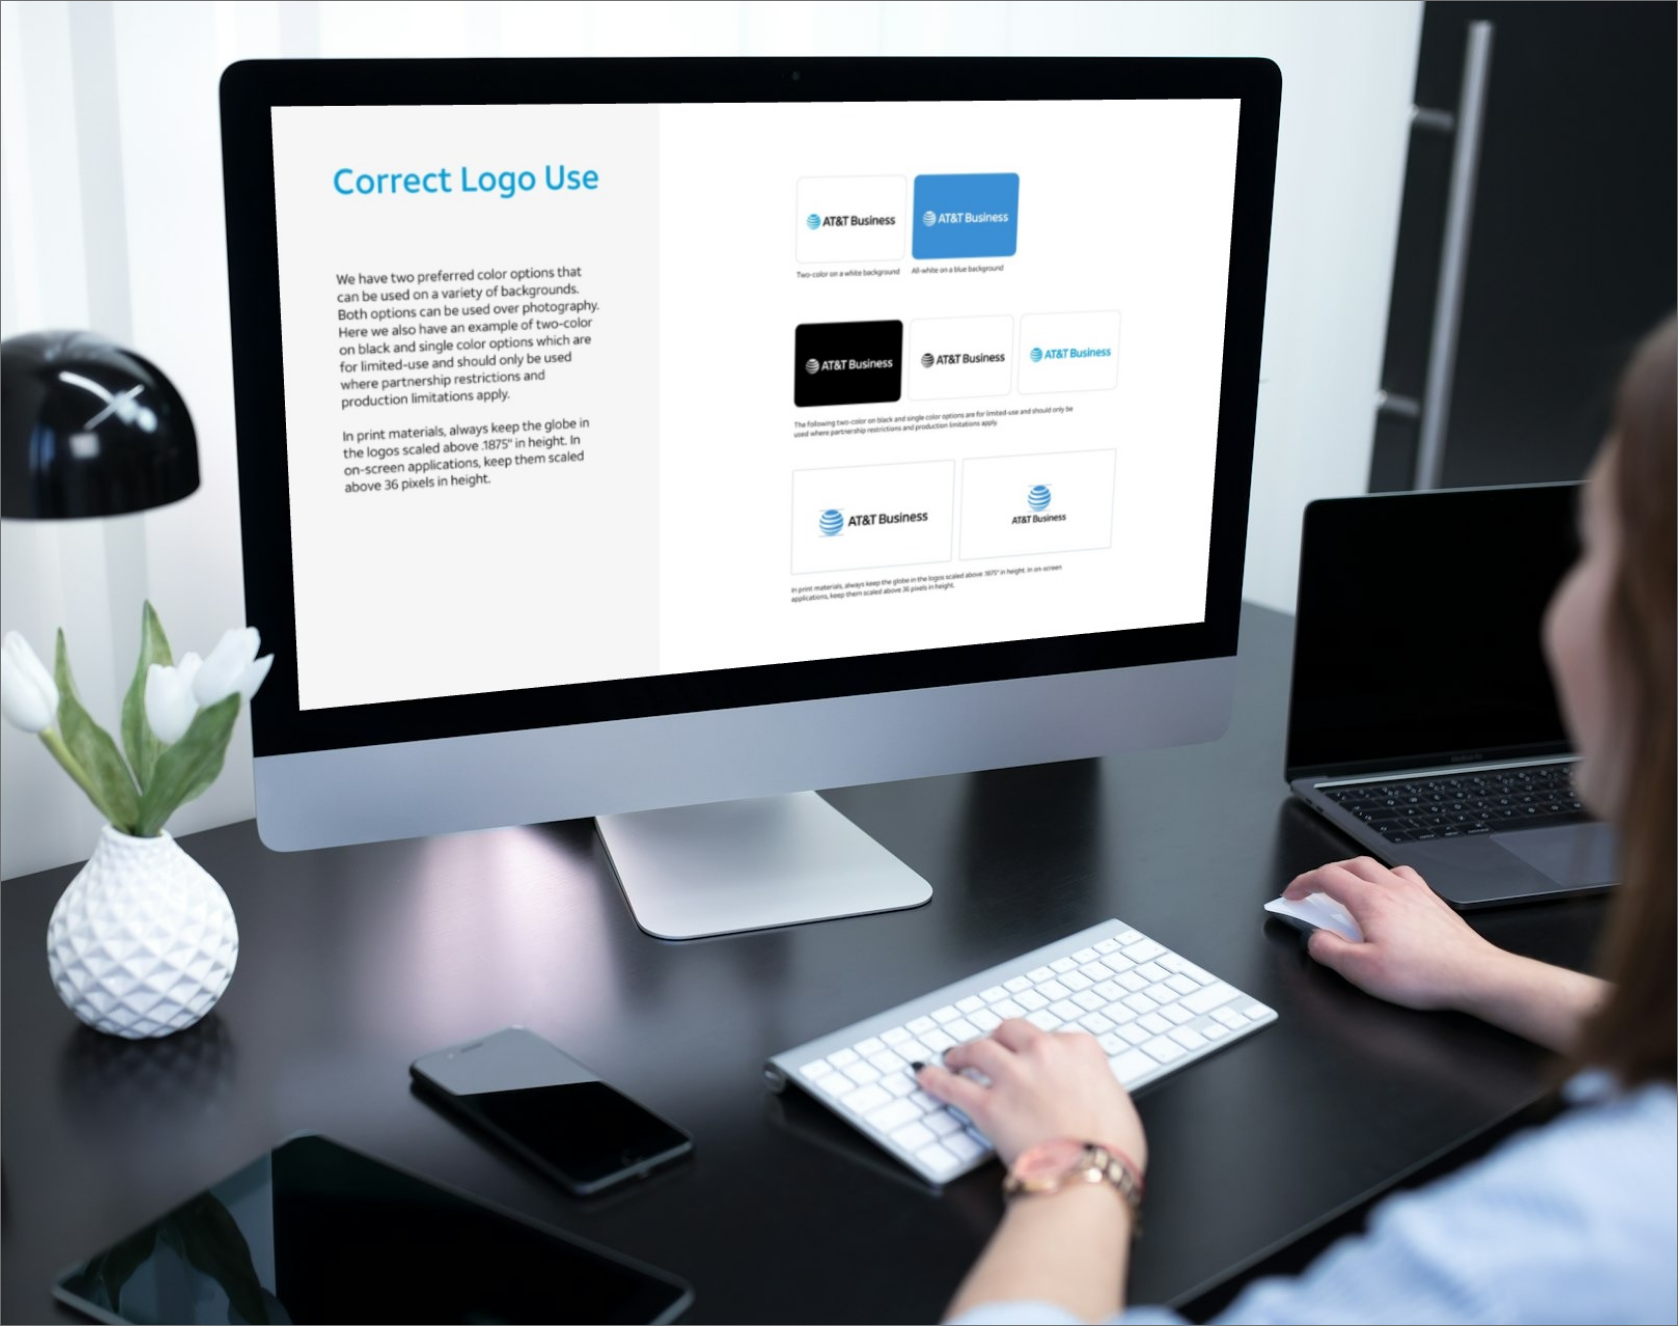 Correct Logo Use
We have two preferred color options that
can be used on a variety of backgrounds.
Both options can be used over photography.
Here we also have an example of two-color
on black and single color options which are
for limited-use and should only be used
where partnership restrictions and
production limitations apply.
In print materials, always keep the globe in
the logos scaled above .1875" in height. In
on-screen applications, keep them scaled
above 36 pixels in height.
AT&T Business
AT&T Business
Two-color on a white background
All-white on a blue background
AT&T Business
AT&T Business
AT&T Business
The following two-color on black and single color options are for limited-use and should only be
used where partnership restrictions and production limitations apply.
AT&T Business
AT&T Business
In print materials, always keep the globe in the logos scaled above .1875" in height. In on-screen
applications, keep them scaled above 36 pixels in height.